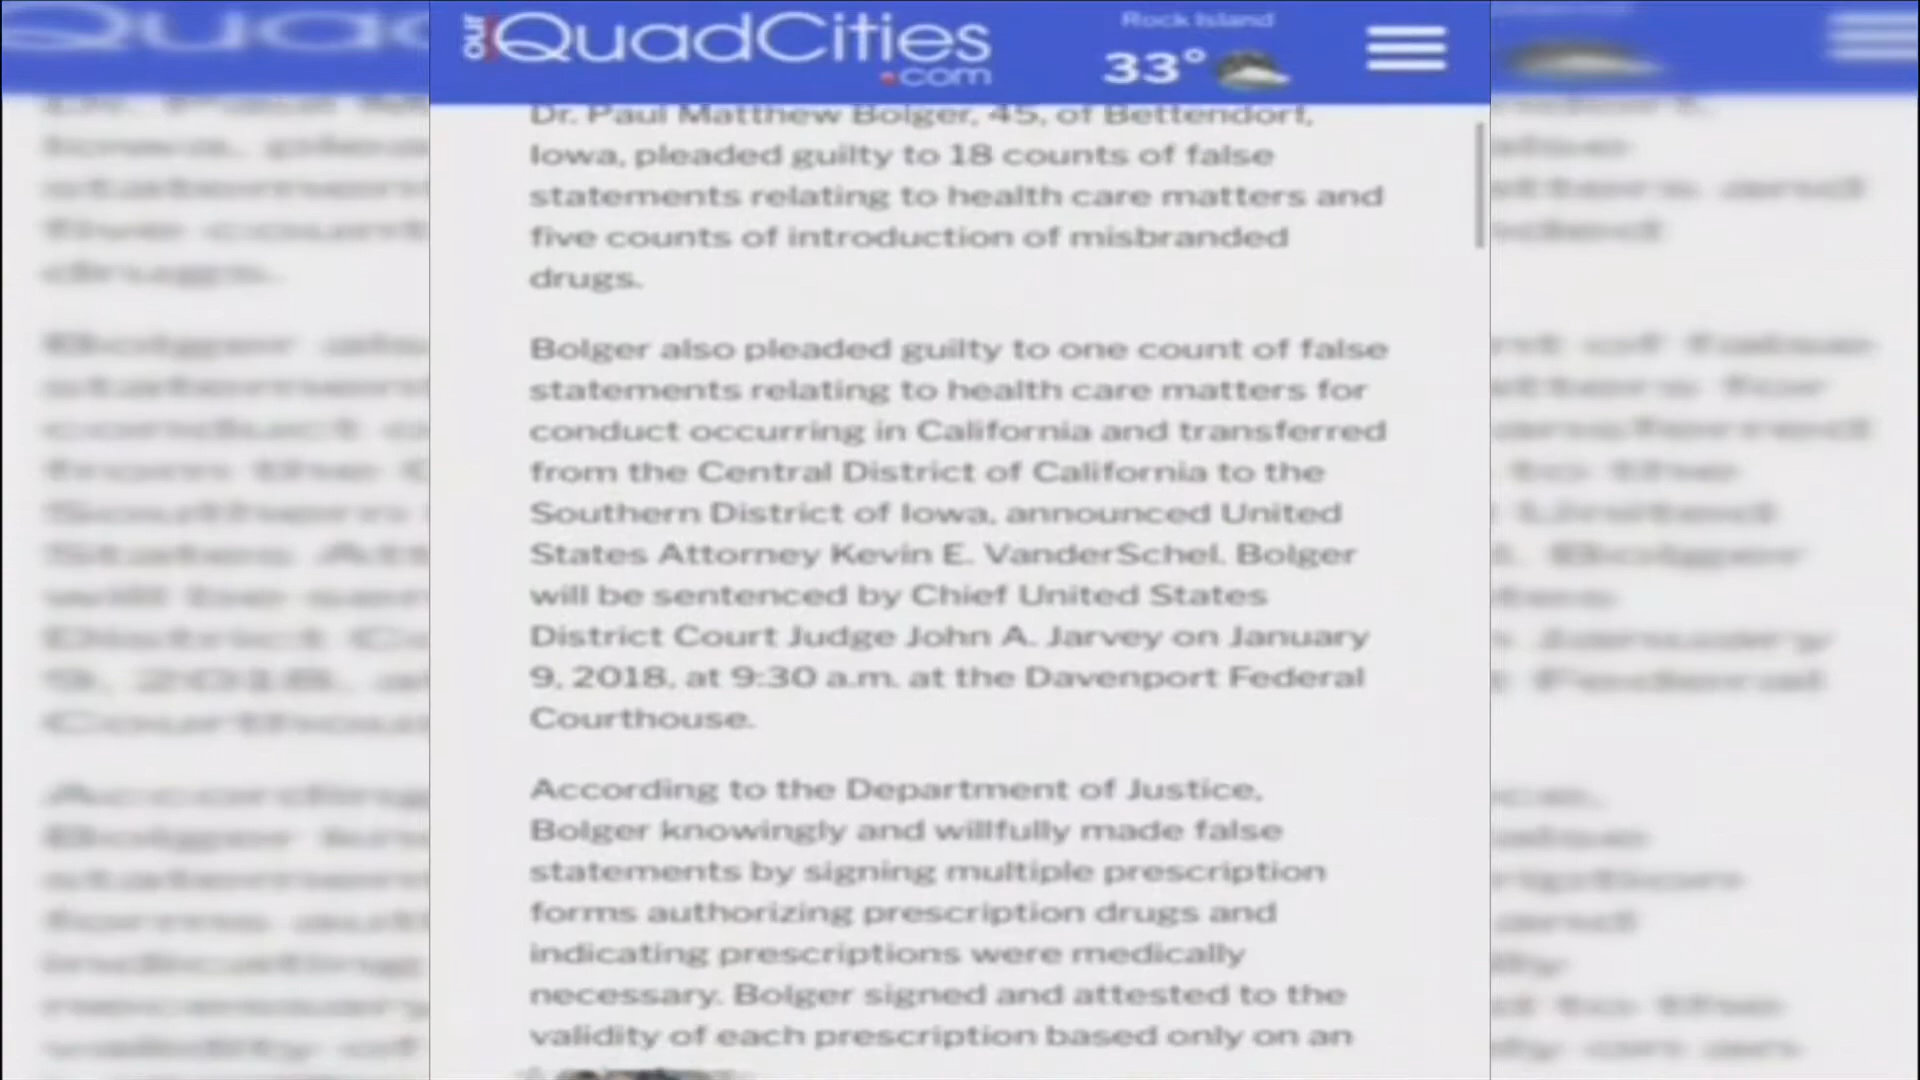 our QuadCities
.com
Rock Island
33°
Dr. Paul Matthew Bolger, 45, of Bettendorf,
Iowa, pleaded guilty to 18 counts of false
statements relating to health care matters and
five counts of introduction of misbranded
drugs.
Bolger also pleaded guilty to one count of false
statements relating to health care matters for
conduct occurring in California and transferred
from the Central District of California to the
Southern District of Iowa, announced United
States Attorney Kevin E. VanderSchel. Bolger
will be sentenced by Chief United States
District Court Judge John A. Jarvey on January
9, 2018, at 9:30 a.m. at the Davenport Federal
Courthouse.
According to the Department of Justice,
Bolger knowingly and willfully made false
statements by signing multiple prescription
forms authorizing prescription drugs and
indicating prescriptions were medically
necessary. Bolger signed and attested to the
validity of each prescription based only on an